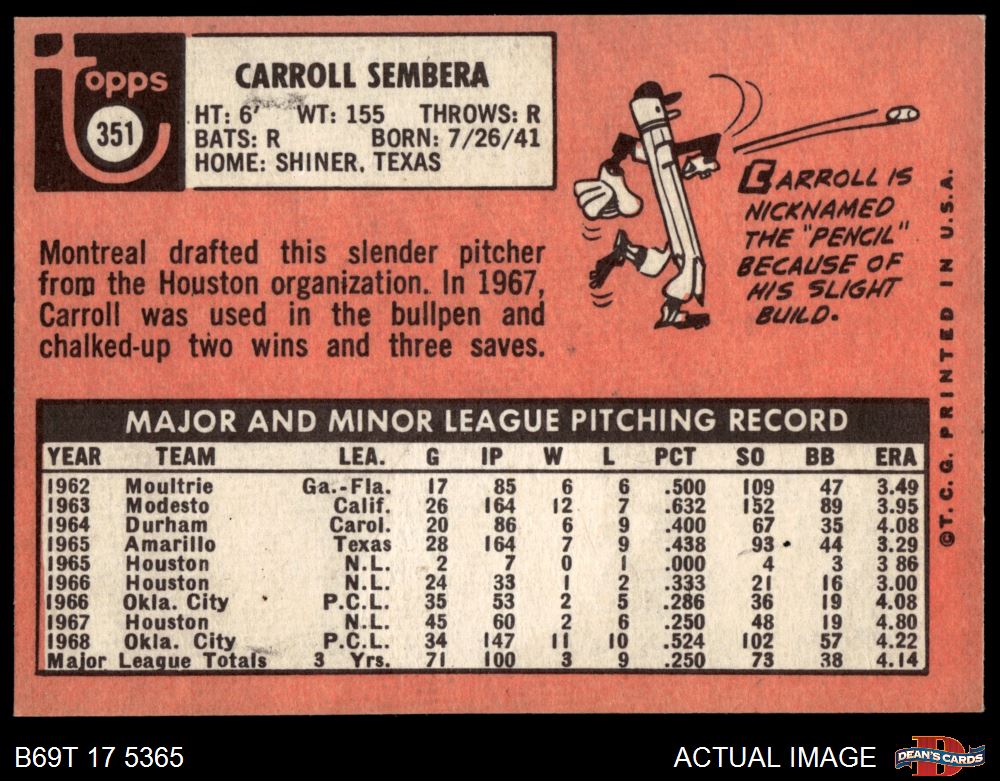 topps
351
CARROLL SEMBERA
HT: 6' WT: 155 THROWS: R
BATS: R BORN: 7/26/41
HOME: SHINER, TEXAS
Montreal drafted this slender pitcher
from the Houston organization. In 1967,
Carroll was used in the bullpen and
chalked-up two wins and three saves.
CARROLL IS
NICKNAMED
THE "PENCIL"
BECAUSE OF
HIS SLIGHT
BUILD.
©T. C. G. PRINTED IN U.S.A.
MAJOR AND MINOR LEAGUE PITCHING RECORD
YEAR TEAM LEA. G IP W L PCT SO BB ERA
1962 Moultrie Ga.-Fla. 17 85 6 6 .500 109 47 3.49
1963 Modesto Calif. 26 164 12 7 .632 152 89 3.95
1964 Durham Carol. 20 86 6 9 .400 67 35 4.08
1965 Amarillo Texas 28 164 7 9 .438 93 44 3.29
1965 Houston N.L. 2 7 0 1 .000 4 3 3 86
1966 Houston N.L. 24 33 1 2 .333 21 16 3.00
1966 Okla. City P.C.L. 35 53 2 5 .286 36 19 4.08
1967 Houston N.L. 45 60 2 6 .250 48 19 4.80
1968 Okla. City P.C.L. 34 147 11 10 .524 102 57 4.22
Major League Totals 3 Yrs. 71 100 3 9 .250 73 38 4.14
B69T 17 5365
ACTUAL IMAGE
DEAN'S CARDS